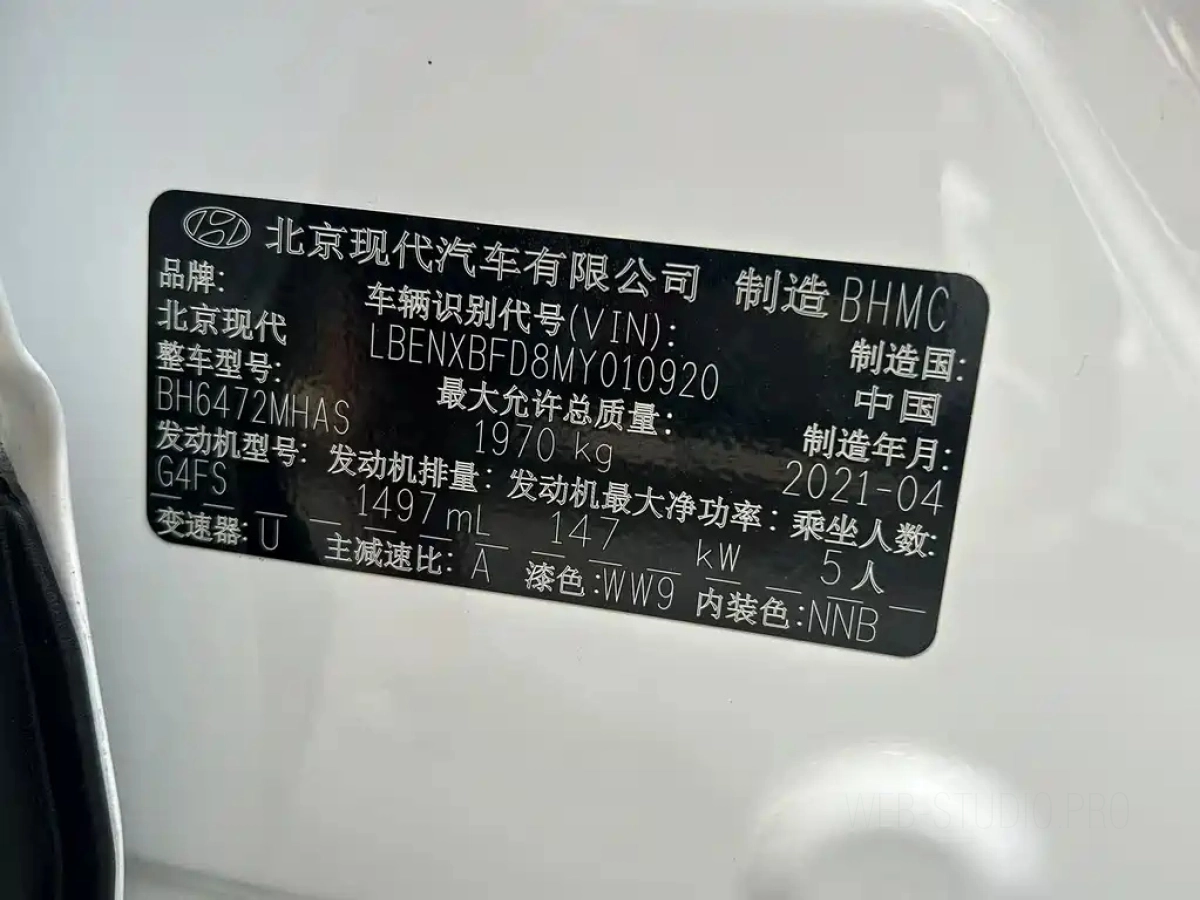 北京现代汽车有限公司 制造 BHMC
品牌: 车辆识别代号(VIN): 制造国:
北京现代 LBENXBFD8MY010920 中国
整车型号: 最大允许总质量: 制造年月:
BH6472MHAS 1970 kg 2021-04
发动机型号: 发动机排量: 发动机最大净功率: 乘坐人数:
G4FS 1497 mL 147 kW 5 人
变速器: U 主减速比: A 漆色: WW9 内装色: NNB
WEB-STUDIO PRO